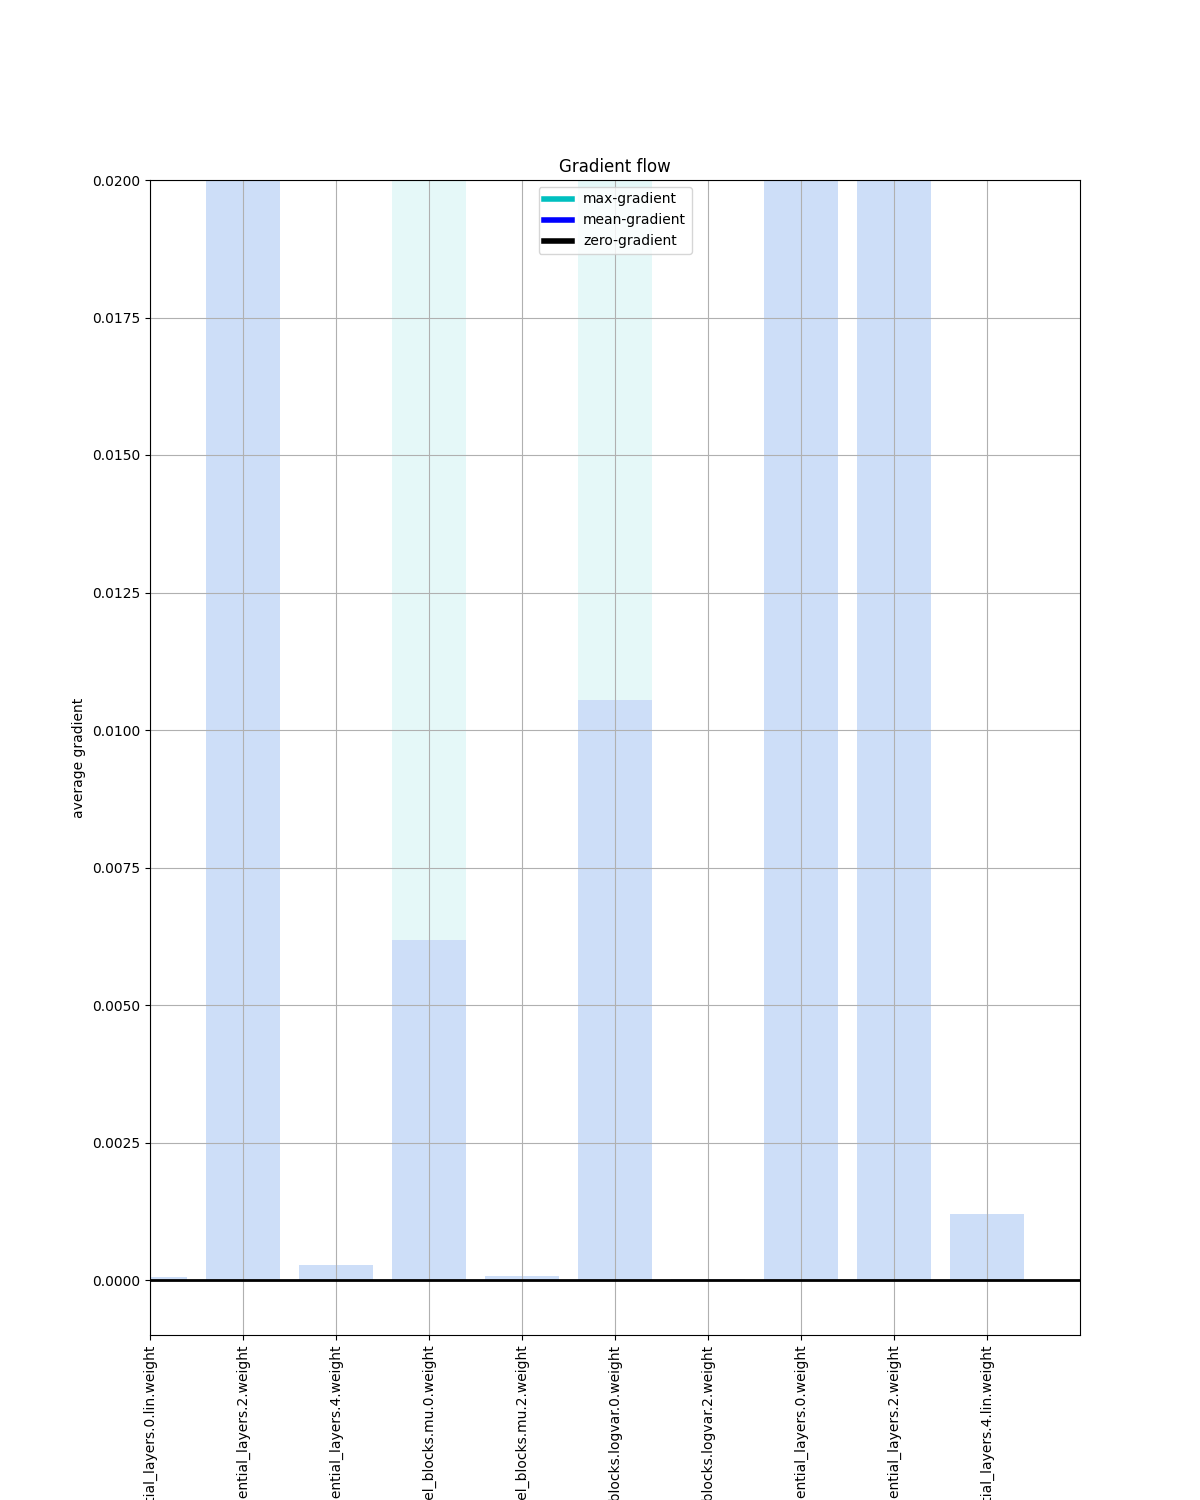 Gradient flow
max-gradient
mean-gradient
zero-gradient
0.0200
0.0175
0.0150
0.0125
0.0100
0.0075
0.0050
0.0025
0.0000
average gradient
tial_layers.0.lin.weight
ential_layers.2.weight
ential_layers.4.weight
el_blocks.mu.0.weight
el_blocks.mu.2.weight
blocks.logvar.0.weight
blocks.logvar.2.weight
ential_layers.0.weight
ential_layers.2.weight
tial_layers.4.lin.weight